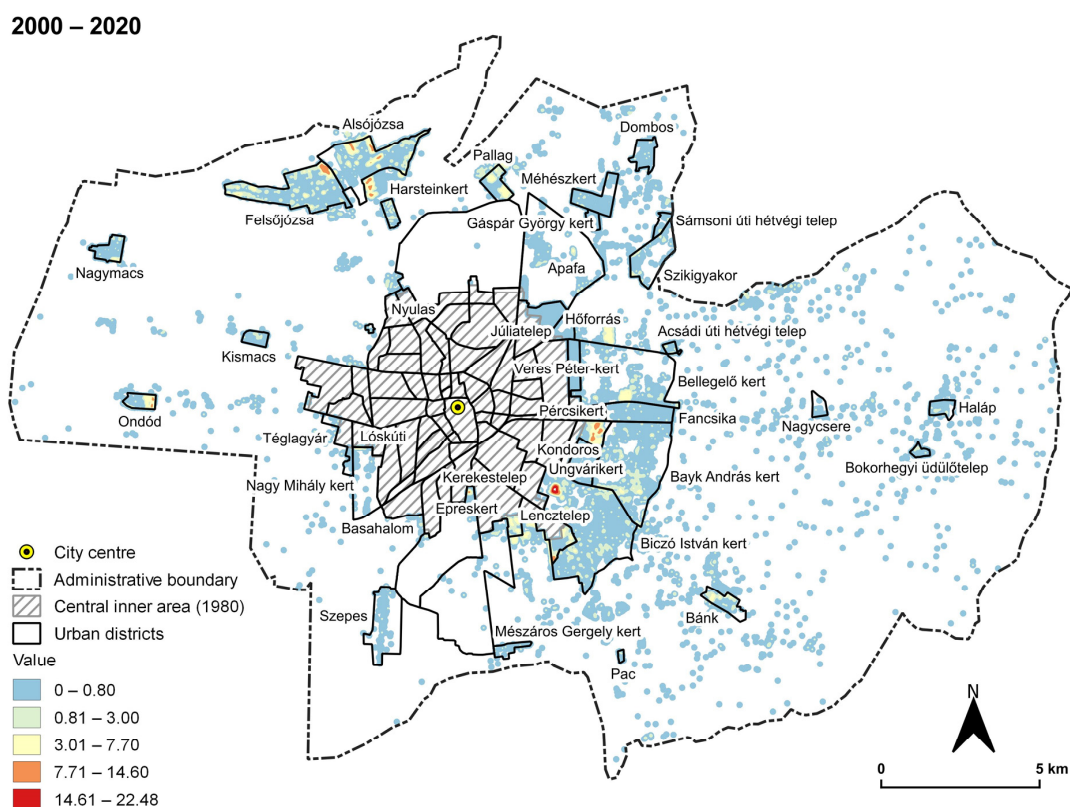 2000 – 2020
Alsójózsa
Dombos
Pallag
Méhészkert
Harsteinkert
Felsőjózsa
Gáspár György kert
Sámsoni úti hétvégi telep
Apafa
Szikigyakor
Nagymacs
Nyulas
Hőforrás
Júliatelep
Acsádi úti hétvégi telep
Kismacs
Veres Péter-kert
Bellegelő kert
Pércsikert
Fancsika
Haláp
Ondód
Nagycsere
Téglagyár
Lóskúti
Kondoros
Ungvárikert
Bokorhegyi üdülőtelep
Nagy Mihály kert
Kerekestelep
Bayk András kert
Epreskert
Lencztelep
Basahalom
Biczó István kert
Szepes
Bánk
Mészáros Gergely kert
Pac
City centre
Administrative boundary
Central inner area (1980)
Urban districts
Value
0 – 0.80
0.81 – 3.00
3.01 – 7.70
7.71 – 14.60
14.61 – 22.48
N
0 5 km